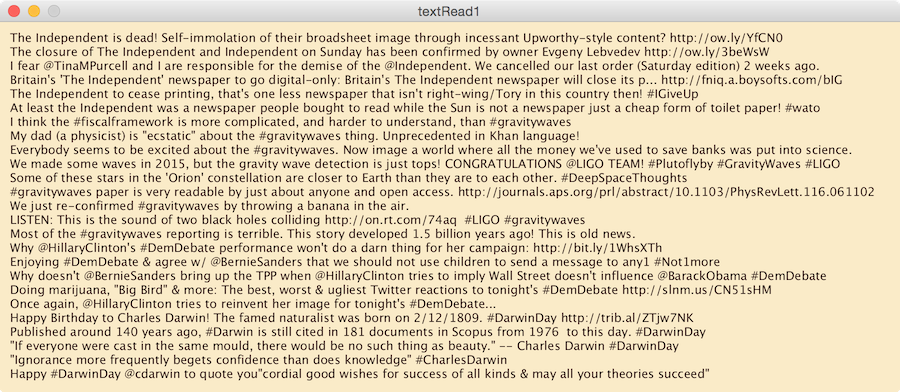 textRead1
The Independent is dead! Self-immolation of their broadsheet image through incessant Upworthy-style content? http://ow.ly/YfCN0
The closure of The Independent and Independent on Sunday has been confirmed by owner Evgeny Lebvedev http://ow.ly/3beWsW
I fear @TinaMPurcell and I are responsible for the demise of the @Independent. We cancelled our last order (Saturday edition) 2 weeks ago.
Britain's 'The Independent' newspaper to go digital-only: Britain's The Independent newspaper will close its p... http://fniq.a.boysofts.com/bIG
The Independent to cease printing, that's one less newspaper that isn't right-wing/Tory in this country then! #IGiveUp
At least the Independent was a newspaper people bought to read while the Sun is not a newspaper just a cheap form of toilet paper! #wato
I think the #fiscalframework is more complicated, and harder to understand, than #gravitywaves
My dad (a physicist) is "ecstatic" about the #gravitywaves thing. Unprecedented in Khan language!
Everybody seems to be excited about the #gravitywaves. Now image a world where all the money we've used to save banks was put into science.
We made some waves in 2015, but the gravity wave detection is just tops! CONGRATULATIONS @LIGO TEAM! #Plutoflyby #GravityWaves #LIGO
Some of these stars in the 'Orion' constellation are closer to Earth than they are to each other. #DeepSpaceThoughts
#gravitywaves paper is very readable by just about anyone and open access. http://journals.aps.org/prl/abstract/10.1103/PhysRevLett.116.061102
We just re-confirmed #gravitywaves by throwing a banana in the air.
LISTEN: This is the sound of two black holes colliding http://on.rt.com/74aq  #LIGO #gravitywaves
Most of the #gravitywaves reporting is terrible. This story developed 1.5 billion years ago! This is old news.
Why @HillaryClinton's #DemDebate performance won't do a darn thing for her campaign: http://bit.ly/1WhsXTh
Enjoying #DemDebate & agree w/ @BernieSanders that we should not use children to send a message to any1 #Not1more
Why doesn't @BernieSanders bring up the TPP when @HillaryClinton tries to imply Wall Street doesn't influence @BarackObama #DemDebate
Doing marijuana, "Big Bird" & more: The best, worst & ugliest Twitter reactions to tonight's #DemDebate http://slnm.us/CN51sHM
Once again, @HillaryClinton tries to reinvent her image for tonight's #DemDebate...
Happy Birthday to Charles Darwin! The famed naturalist was born on 2/12/1809. #DarwinDay http://trib.al/ZTjw7NK
Published around 140 years ago, #Darwin is still cited in 181 documents in Scopus from 1976  to this day. #DarwinDay
"If everyone were cast in the same mould, there would be no such thing as beauty." -- Charles Darwin #DarwinDay
"Ignorance more frequently begets confidence than does knowledge" #CharlesDarwin
Happy #DarwinDay @cdarwin to quote you"cordial good wishes for success of all kinds & may all your theories succeed"